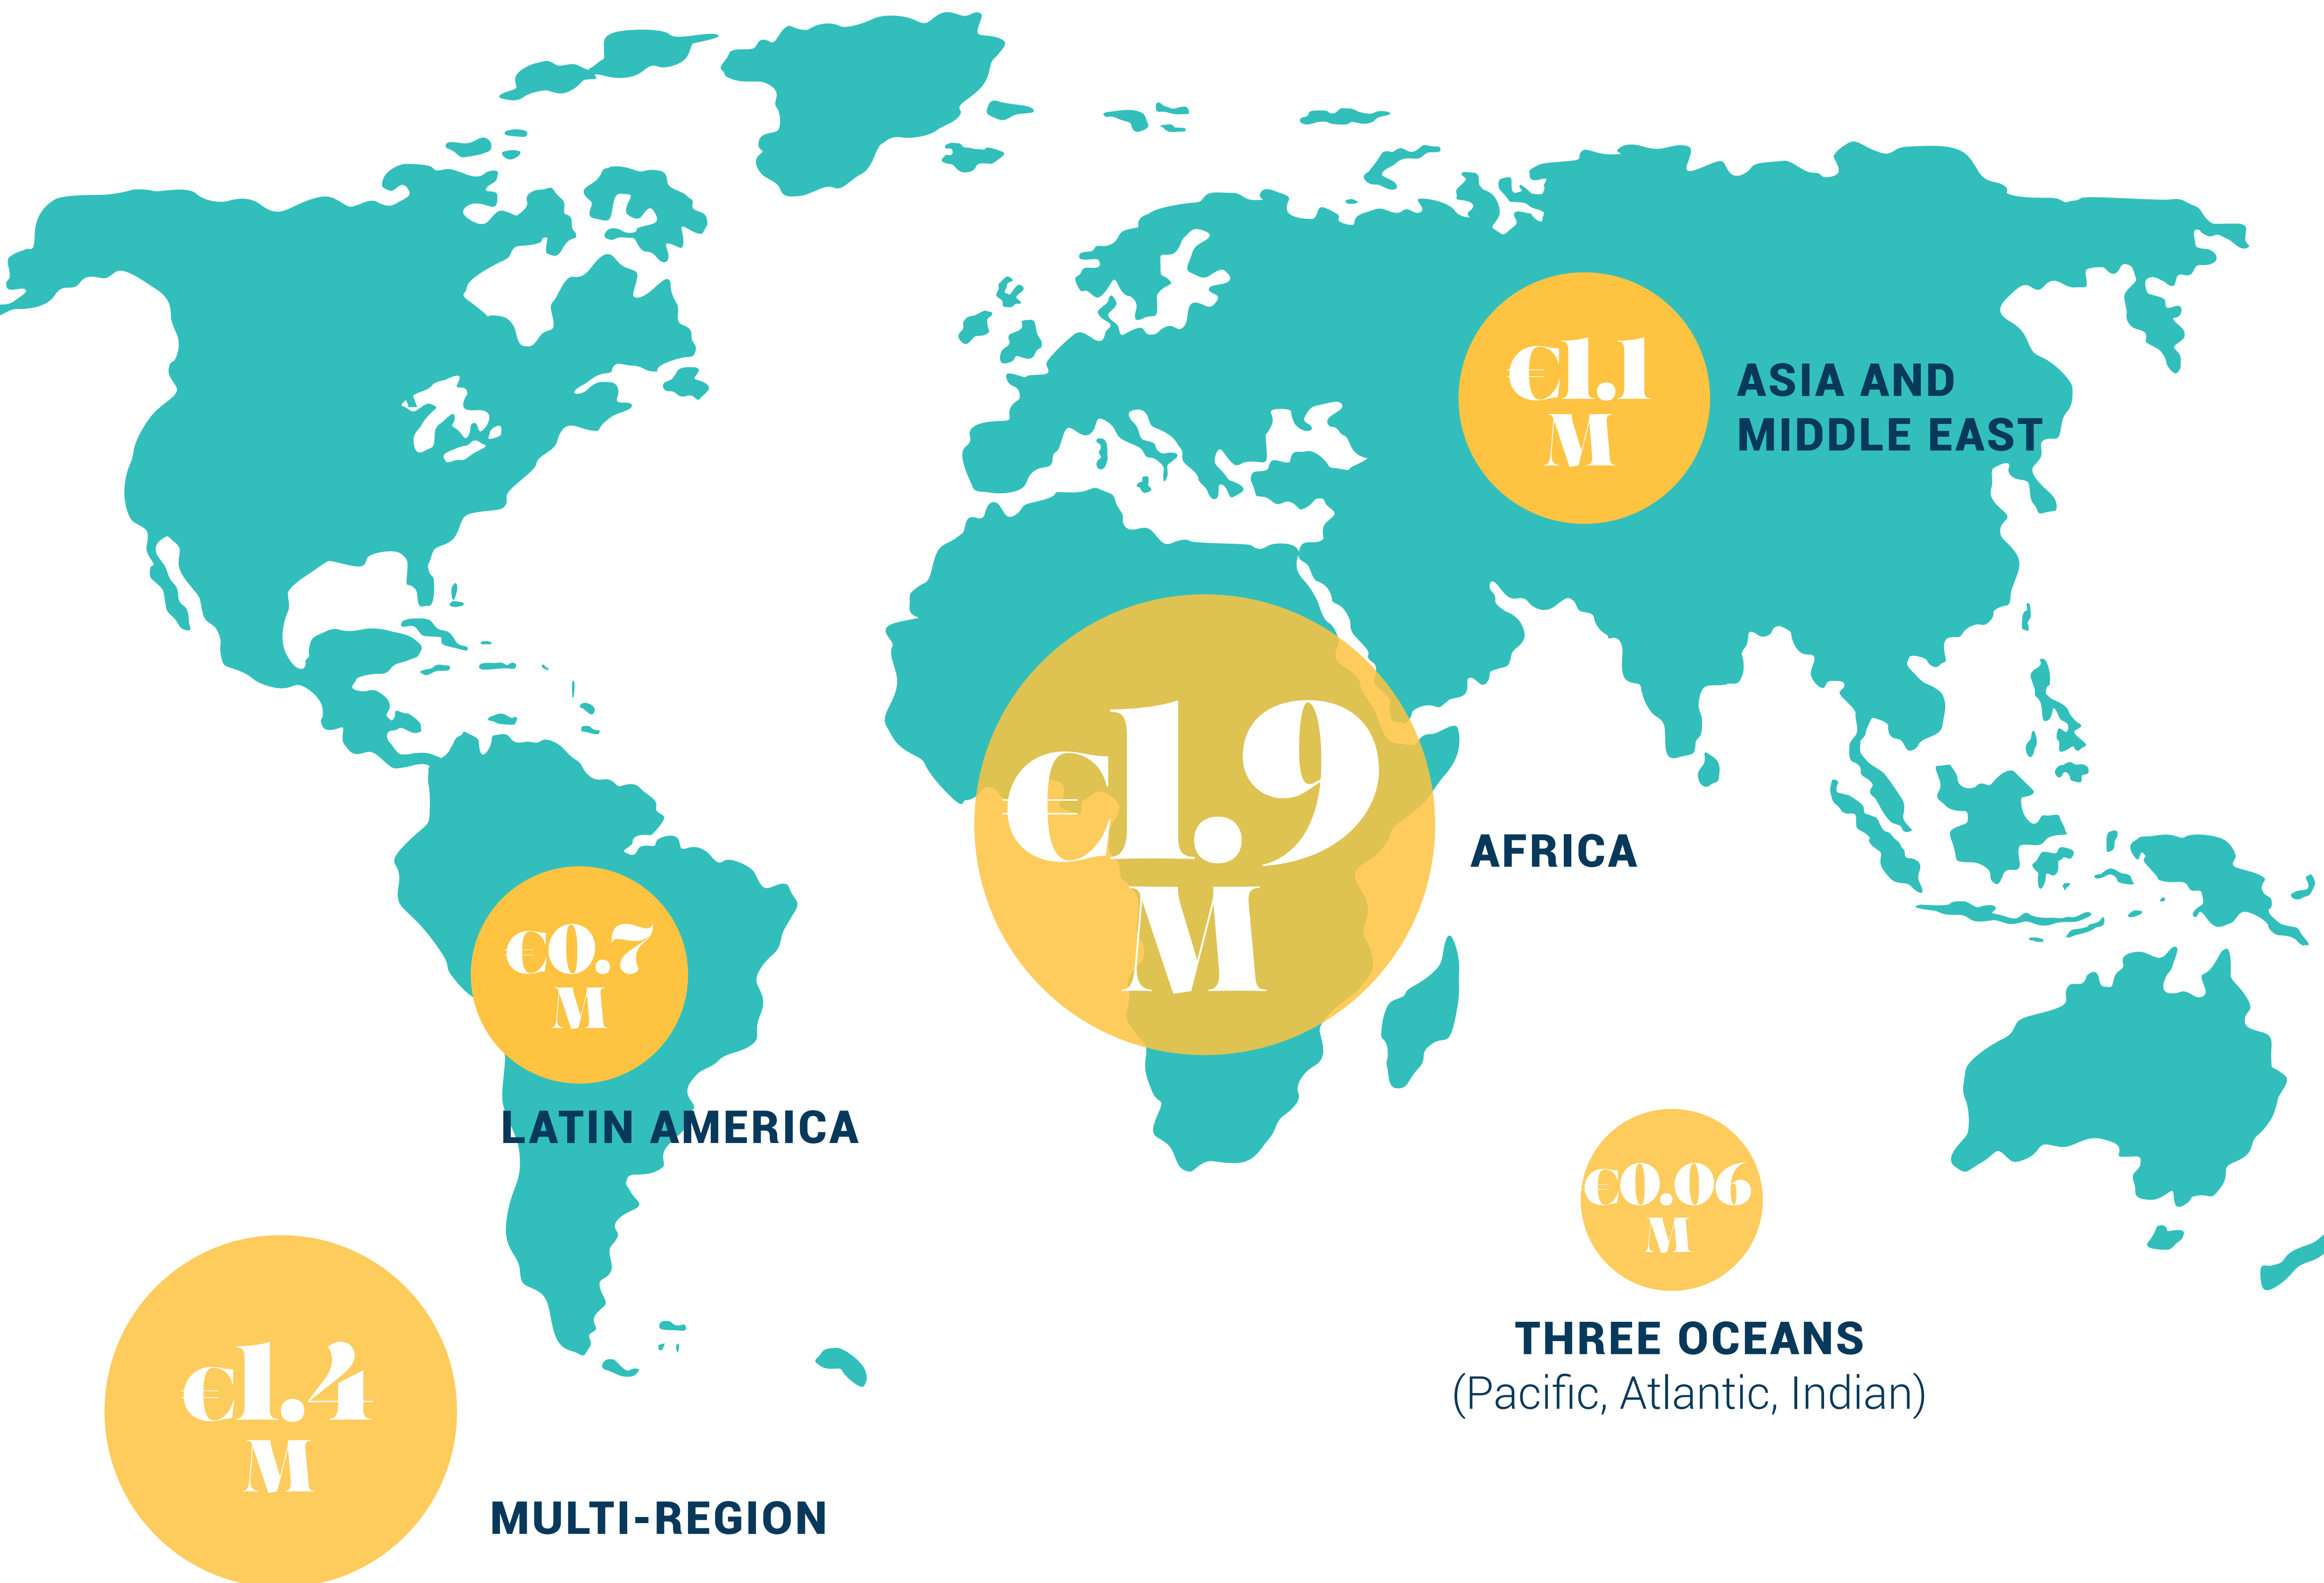 €1.1
M
ASIA AND
MIDDLE EAST
€1.9
M
AFRICA
€0.7
M
LATIN AMERICA
€0.06
M
THREE OCEANS
(Pacific, Atlantic, Indian)
€1.4
M
MULTI-REGION